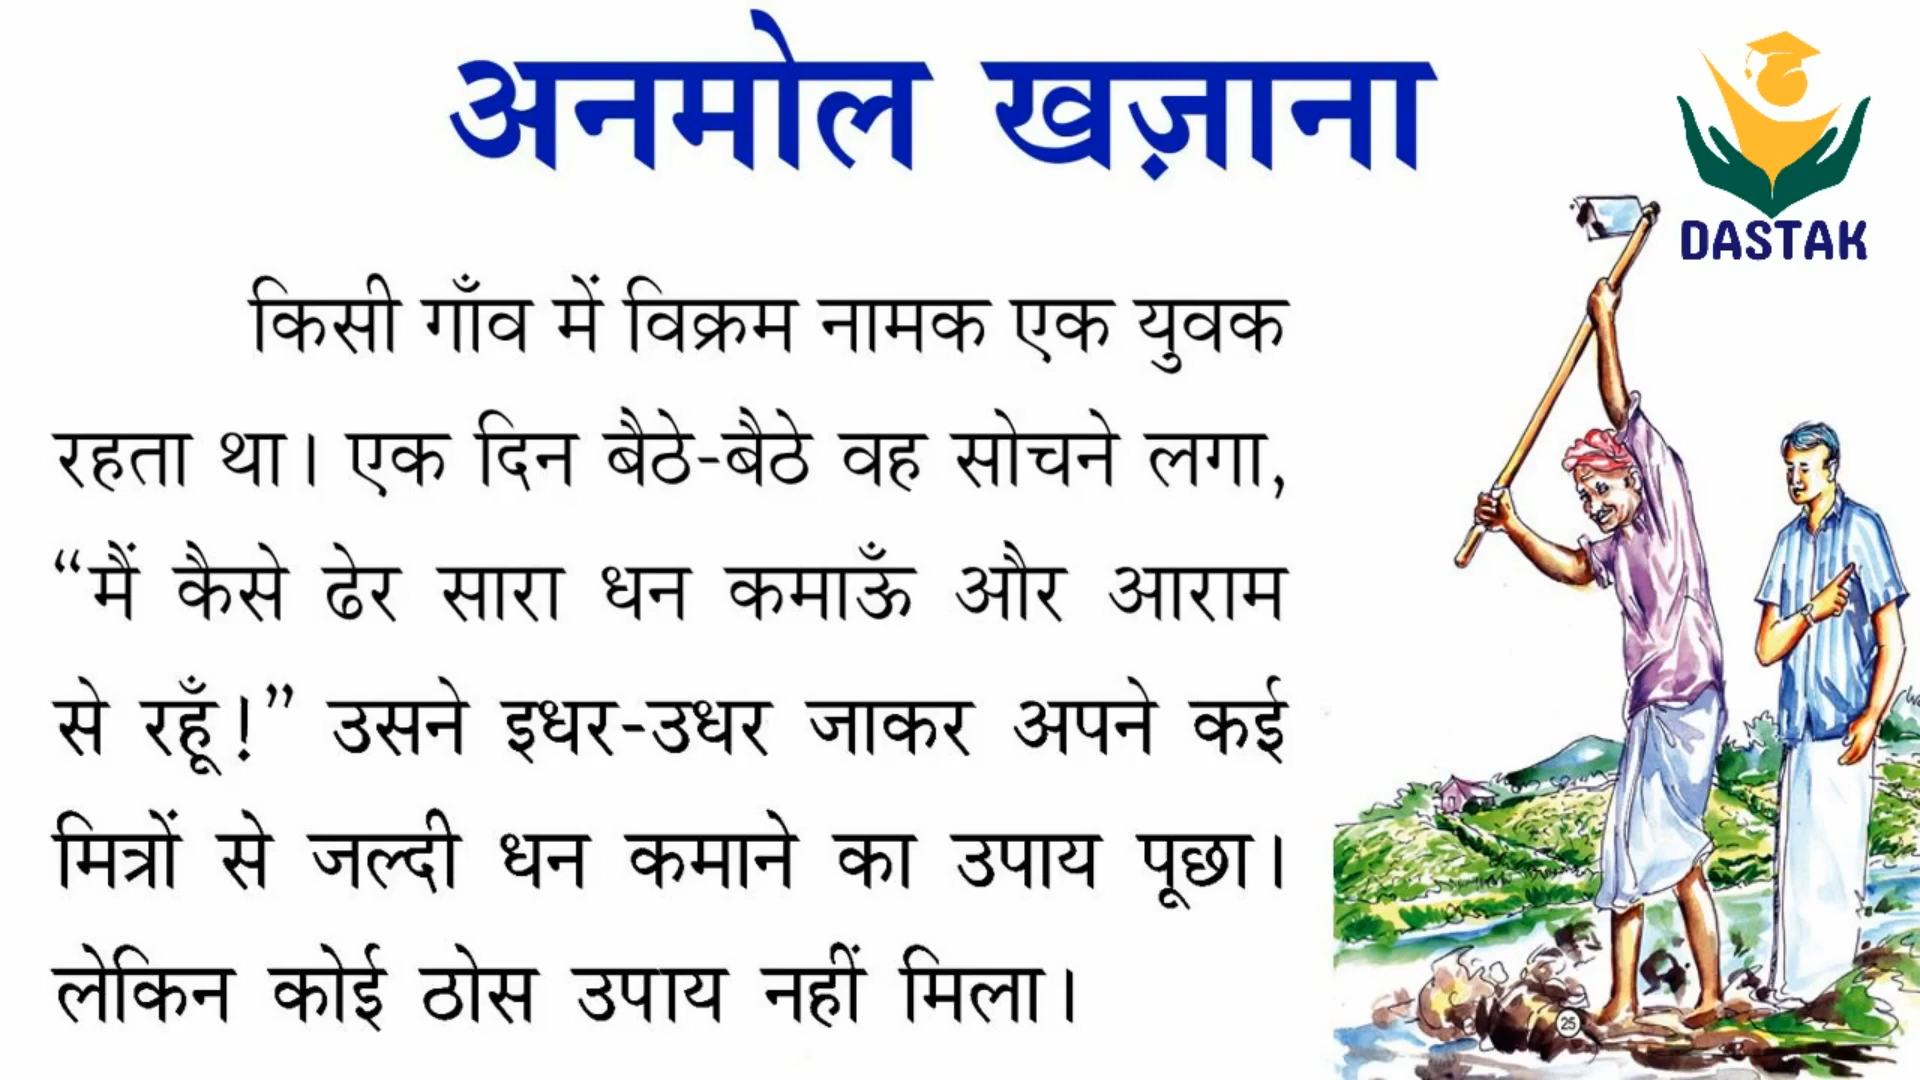 अनमोल खज़ाना
DASTAK
किसी गाँव में विक्रम नामक एक युवक
रहता था। एक दिन बैठे-बैठे वह सोचने लगा,
“मैं कैसे ढेर सारा धन कमाऊँ और आराम
से रहूँ!” उसने इधर-उधर जाकर अपने कई
मित्रों से जल्दी धन कमाने का उपाय पूछा।
लेकिन कोई ठोस उपाय नहीं मिला।
25